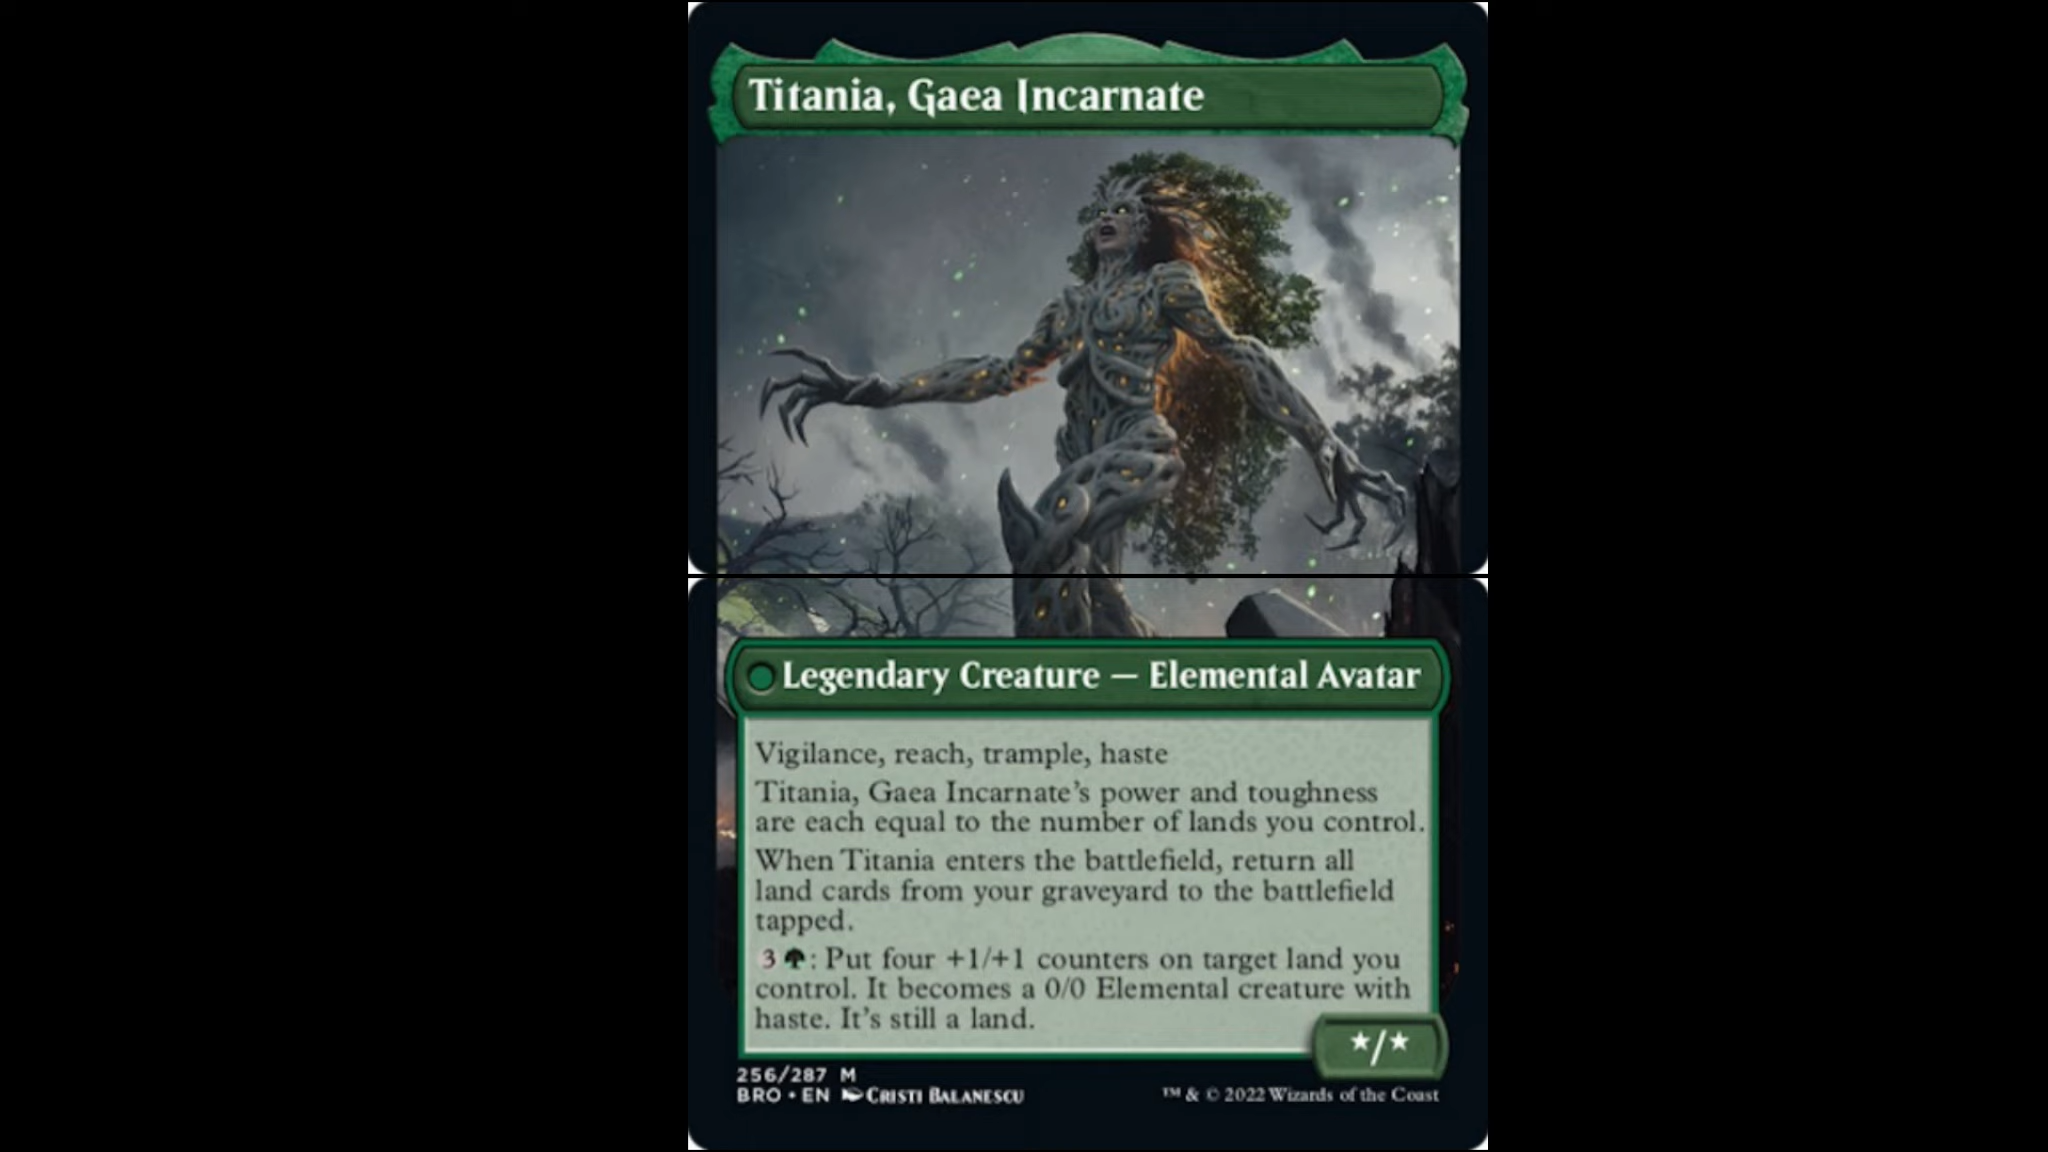 Titania, Gaea Incarnate
Legendary Creature — Elemental Avatar
Vigilance, reach, trample, haste
Titania, Gaea Incarnate's power and toughness
are each equal to the number of lands you control.
When Titania enters the battlefield, return all
land cards from your graveyard to the battlefield
tapped.
3 : Put four +1/+1 counters on target land you
control. It becomes a 0/0 Elemental creature with
haste. It's still a land.
★/★
256/287 M
BRO • EN Cristi Balanescu
™ & © 2022 Wizards of the Coast